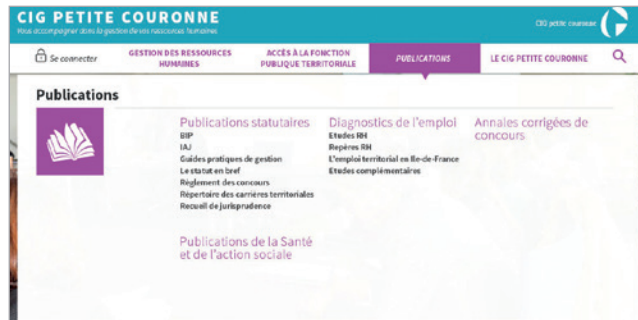 CIG PETITE COURONNE
Vous accompagner dans la gestion de vos ressources humaines
CIG petite couronne
Se connecter
GESTION DES RESSOURCES
HUMAINES
ACCÈS À LA FONCTION
PUBLIQUE TERRITORIALE
PUBLICATIONS
LE CIG PETITE COURONNE
Publications
Publications statutaires
BIP
IAJ
Guides pratiques de gestion
Le statut en bref
Règlement des concours
Répertoire des carrières territoriales
Recueil de jurisprudence
Publications de la Santé
et de l'action sociale
Diagnostics de l'emploi
Etudes RH
Repères RH
L'emploi territorial en Ile-de-France
Etudes complémentaires
Annales corrigées de
concours